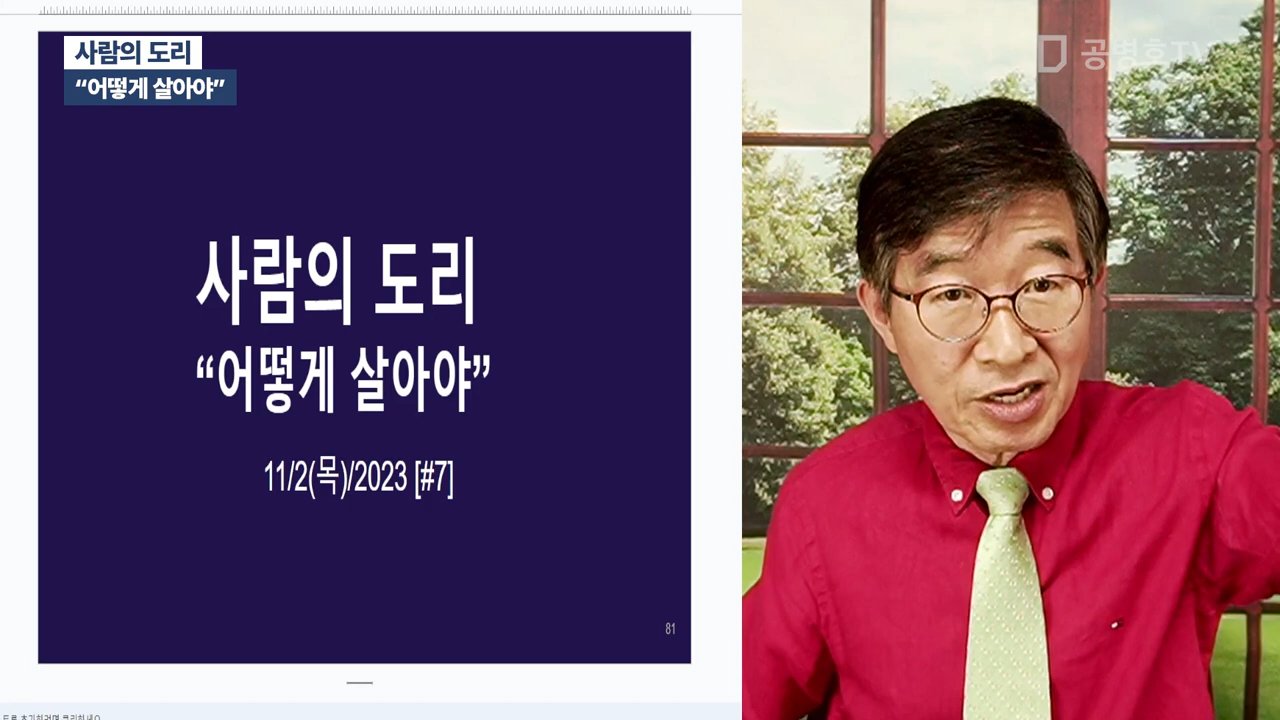 사람의 도리
“어떻게 살아야”
공병호TV
사람의 도리
“어떻게 살아야”
11/2(목)/2023 [#7]
81